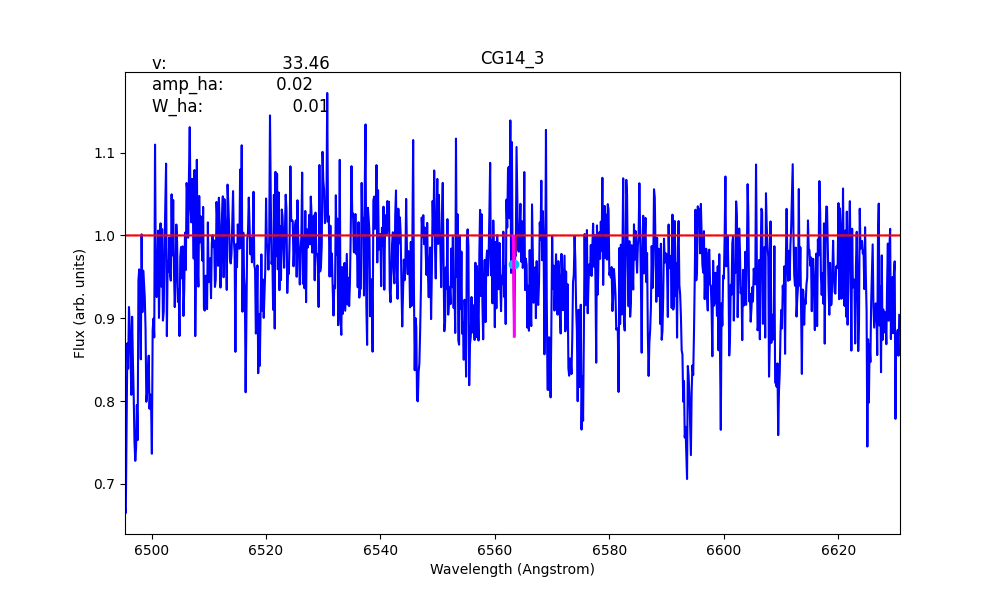 CG14_3
v: 33.46
amp_ha: 0.02
W_ha: 0.01
1.1
1.0
0.9
0.8
0.7
Flux (arb. units)
6500 6520 6540 6560 6580 6600 6620
Wavelength (Angstrom)